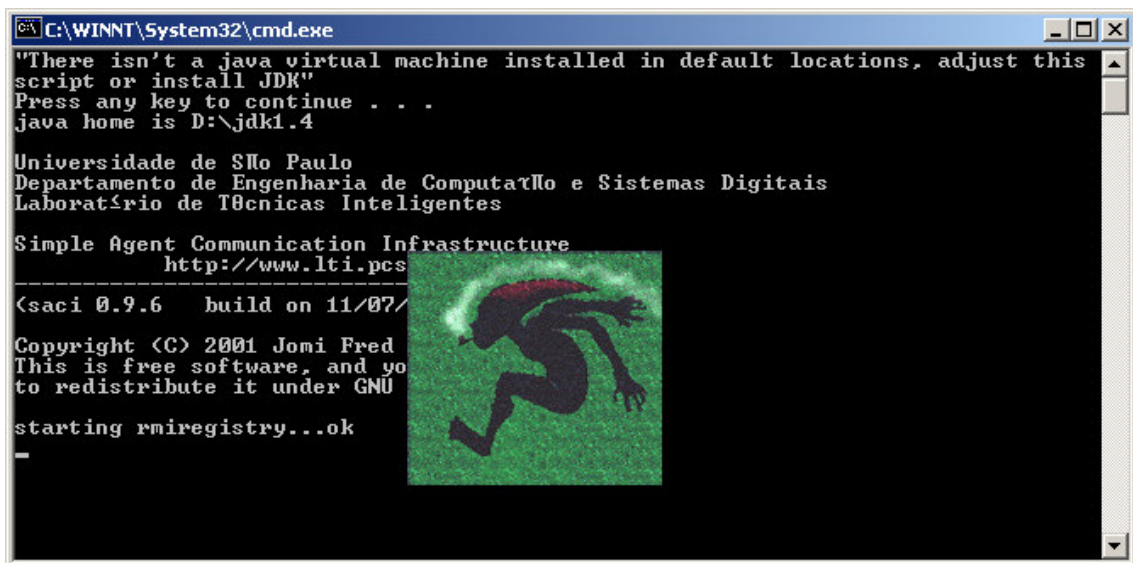 C:\WINNT\System32\cmd.exe
"There isn't a java virtual machine installed in default locations, adjust this
script or install JDK"
Press any key to continue . . .
java home is D:\jdk1.4
Universidade de SΠo Paulo
Departamento de Engenharia de ComputaτΠo e Sistemas Digitais
Laborat≤rio de TΘcnicas Inteligentes
Simple Agent Communication Infrastructure
http://www.lti.pcs
----------------------------
(saci 0.9.6 build on 11/07/
Copyright (C) 2001 Jomi Fred
This is free software, and yo
to redistribute it under GNU
starting rmiregistry...ok